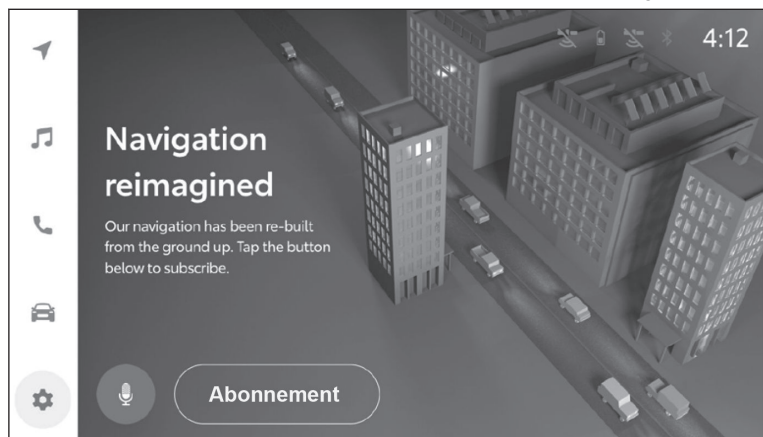 4:12
Navigation
reimagined
Our navigation has been re-built
from the ground up. Tap the button
below to subscribe.
Abonnement